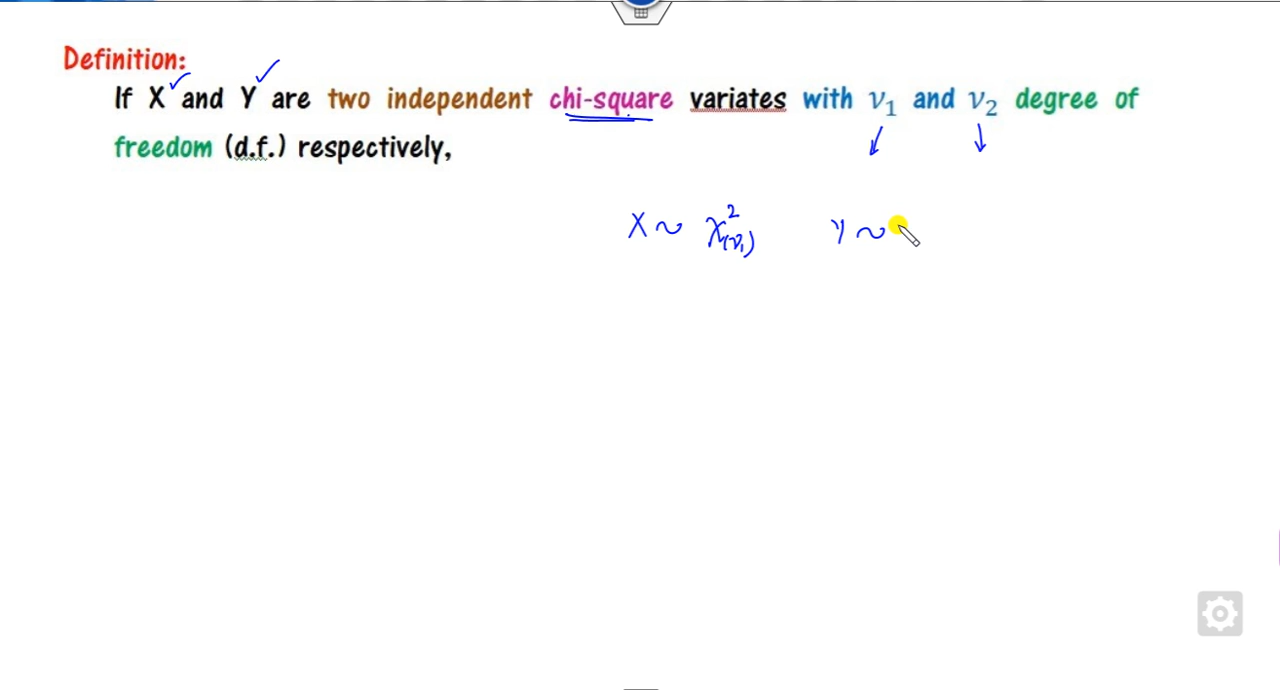 Definition:
If X and Y are two independent chi-square variates with ν₁ and ν₂ degree of
freedom (d.f.) respectively,
X ~ χ²(ν₁) Y ~